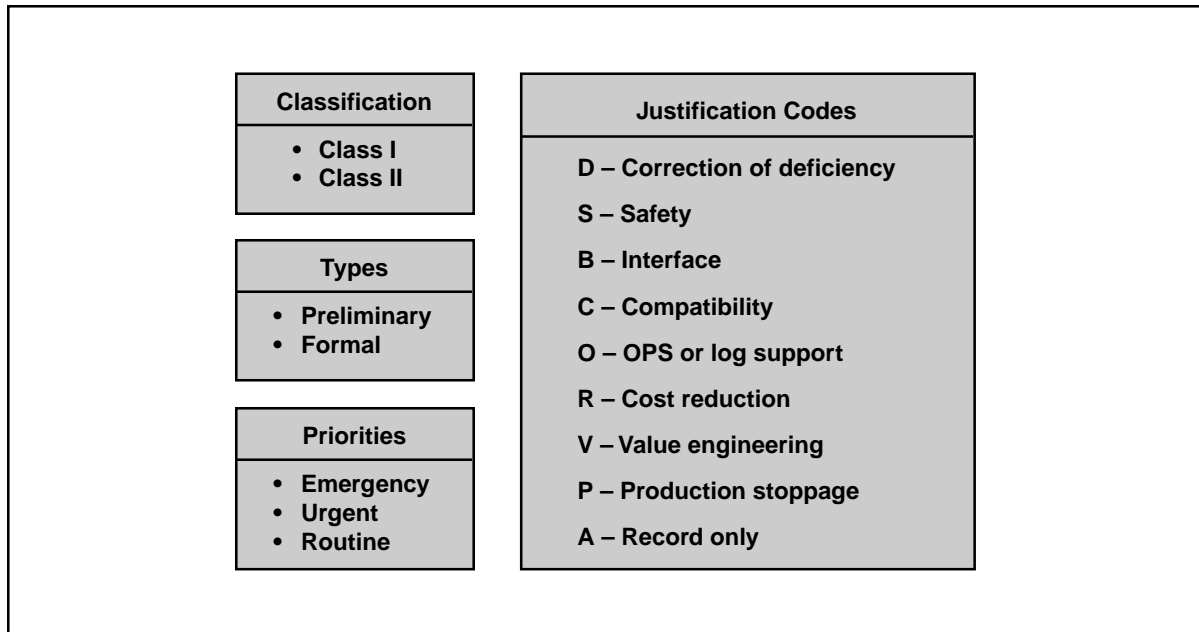 Classification
• Class I
• Class II
Types
• Preliminary
• Formal
Priorities
• Emergency
• Urgent
• Routine
Justification Codes
D – Correction of deficiency
S – Safety
B – Interface
C – Compatibility
O – OPS or log support
R – Cost reduction
V – Value engineering
P – Production stoppage
A – Record only